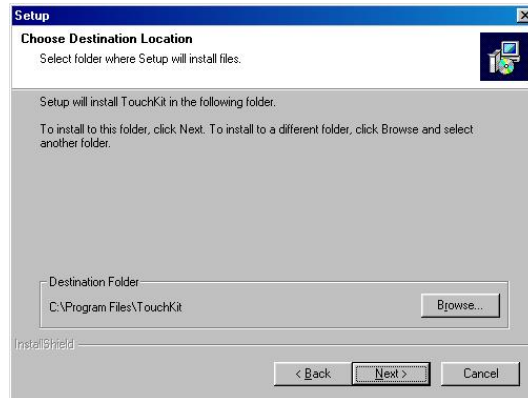 Setup
Choose Destination Location
Select folder where Setup will install files.
Setup will install TouchKit in the following folder.
To install to this folder, click Next. To install to a different folder, click Browse and select
another folder.
Destination Folder
C:\Program Files\TouchKit
Browse...
InstallShield
< Back
Next >
Cancel